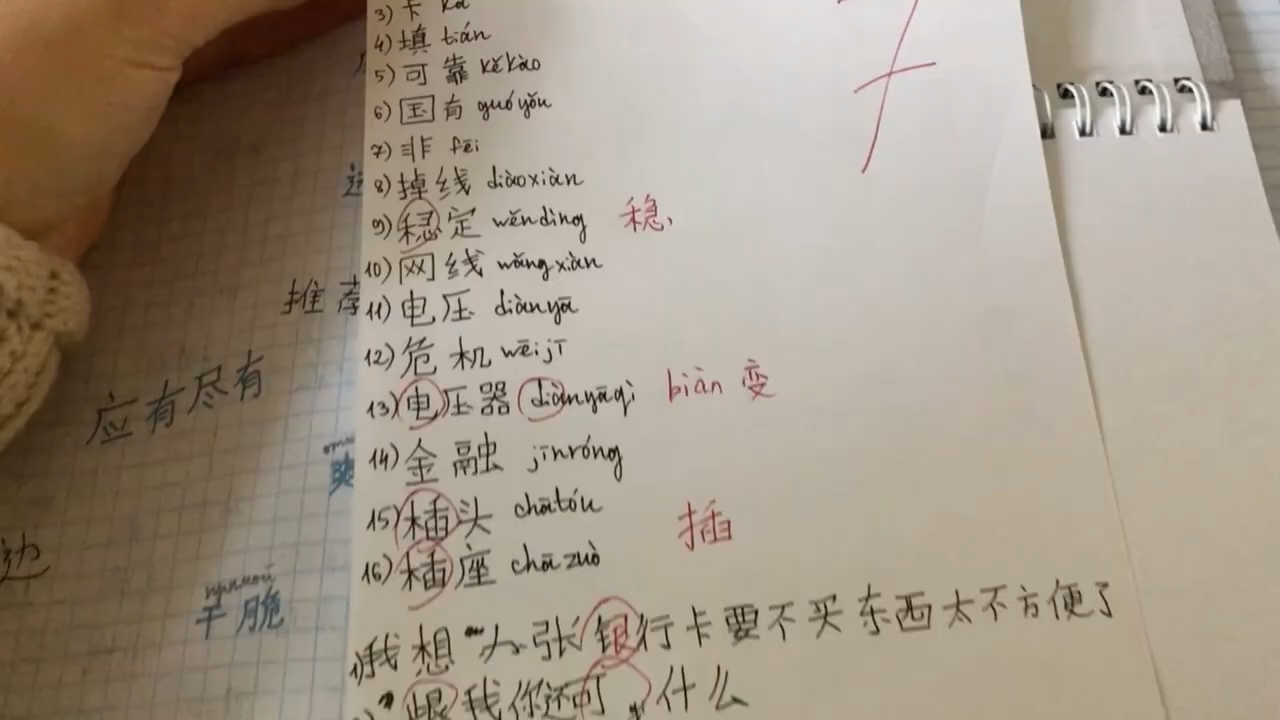 3) 卡 kǎ
4) 填 tián
5) 可靠 kěkào
6) 国有 guóyǒu
7) 非 fēi
8) 掉线 diàoxiàn
9) 稳定 wěndìng 稳,
10) 网线 wǎngxiàn
11) 电压 diànyā
12) 危机 wēijī
13) 电压器 diànyāqì biàn 变
14) 金融 jīnróng
15) 插头 chātóu
16) 插座 chāzuò 插
1) 我想 办张银行卡要不买东西太不方便了
跟我你还可 什么
7
推荐
应有尽有
爽
边
干脆